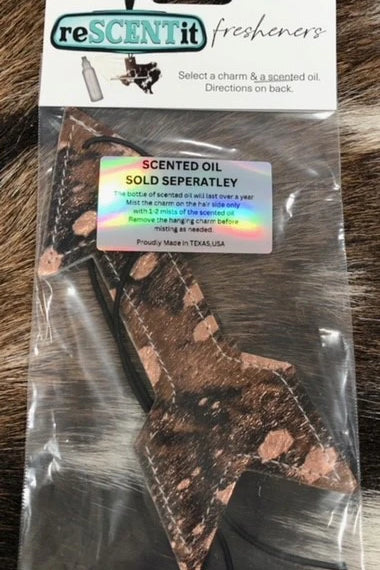 reSCENTit fresheners
Select a charm & a scented oil.
Directions on back.
SCENTED OIL
SOLD SEPERATLEY
The bottle of scented oil will last over a year
Mist the charm on the hair side only
with 1-2 mists of the scented oil
Remove the hanging charm before
misting as needed.
Proudly Made in TEXAS,USA